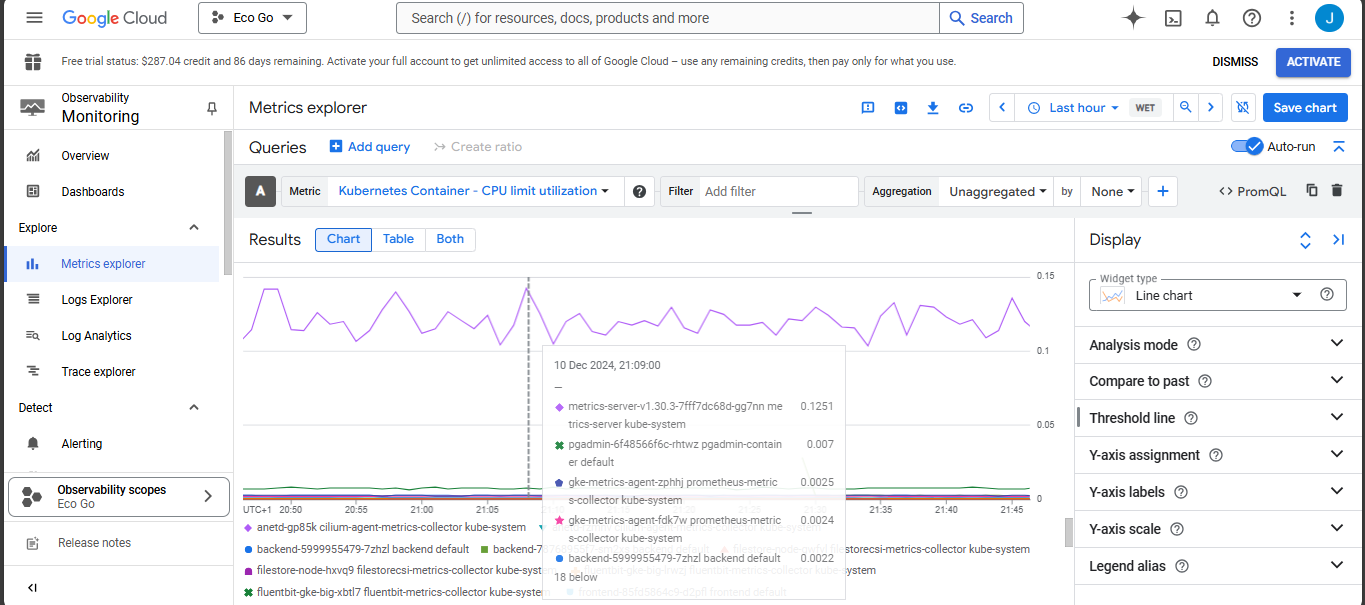 Google Cloud
Eco Go
Search (/) for resources, docs, products and more
Search
J
Free trial status: $287.04 credit and 86 days remaining. Activate your full account to get unlimited access to all of Google Cloud – use any remaining credits, then pay only for what you use.
DISMISS
ACTIVATE
Observability
Monitoring
Overview
Dashboards
Explore
Metrics explorer
Logs Explorer
Log Analytics
Trace explorer
Detect
Alerting
Observability scopes
Eco Go
Release notes
Metrics explorer
Last hour
WET
Save chart
Queries
Add query
Create ratio
Auto-run
A
Metric
Kubernetes Container - CPU limit utilization
Filter
Add filter
Aggregation
Unaggregated
by
None
<> PromQL
Results
Chart
Table
Both
0.15
0.1
0.05
0
UTC+1 20:50 20:55 21:00 21:05
21:35 21:40 21:45
10 Dec 2024, 21:09:00
—
metrics-server-v1.30.3-7fff7dc68d-gg7nn me
trics-server kube-system
0.1251
pgadmin-6f48566f6c-rhtwz pgadmin-contain
er default
0.007
gke-metrics-agent-zphhj prometheus-metric
s-collector kube-system
0.0025
gke-metrics-agent-fdk7w prometheus-metric
s-collector kube-system
0.0024
backend-5999955479-7zhzl backend default
0.0022
18 below
anetd-gp85k cilium-agent-metrics-collector kube-system
backend-5999955479-7zhzl backend default
filestorecsi-metrics-collector kube-system
filestore-node-hxvq9 filestorecsi-metrics-collector kube-system
fluentbit-gke-big-xbtl7 fluentbit-metrics-collector kube-system
Display
Widget type
Line chart
Analysis mode
Compare to past
Threshold line
Y-axis assignment
Y-axis labels
Y-axis scale
Legend alias